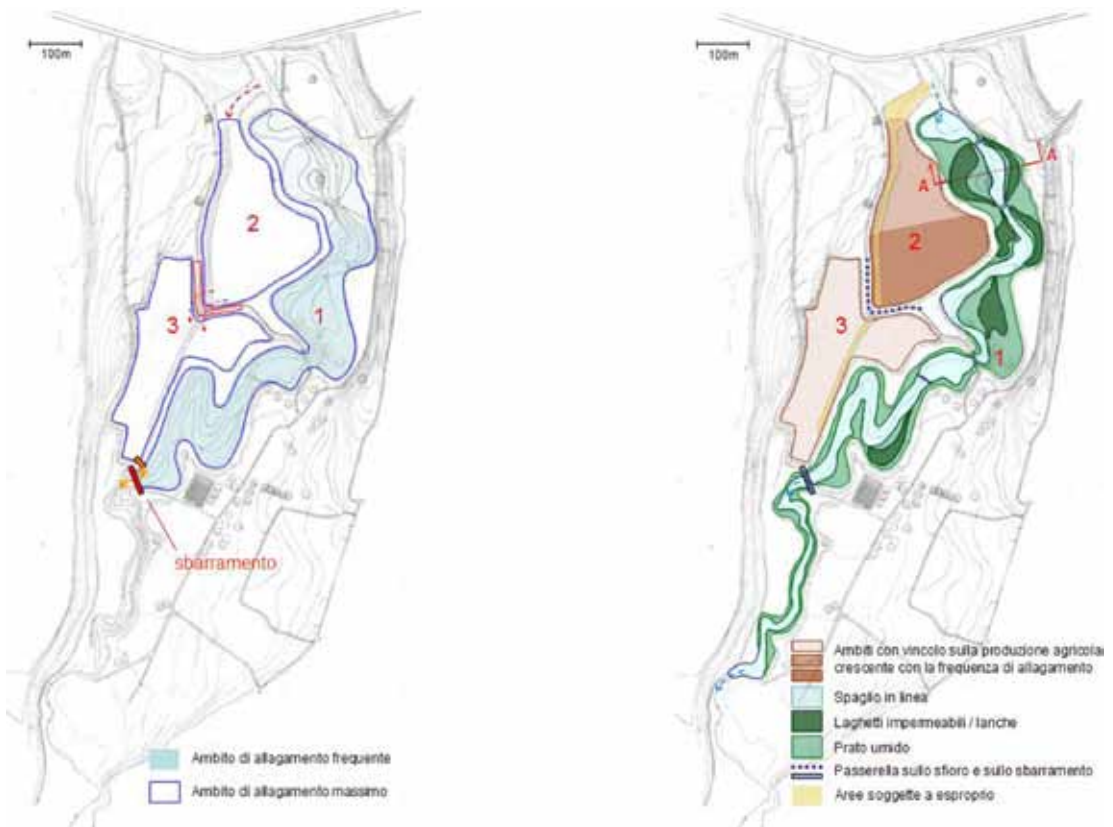 100m
2
1
3
sbarramento
Ambito di allagamento frequente
Ambito di allagamento massimo
100m
A
A
2
3
1
Ambiti con vincolo sulla produzione agricola
crescente con la frequenza di allagamento
Spaglio in linea
Laghetti impermeabili / lanche
Prato umido
Passerella sullo sfioro e sullo sbarramento
Aree soggette a esproprio